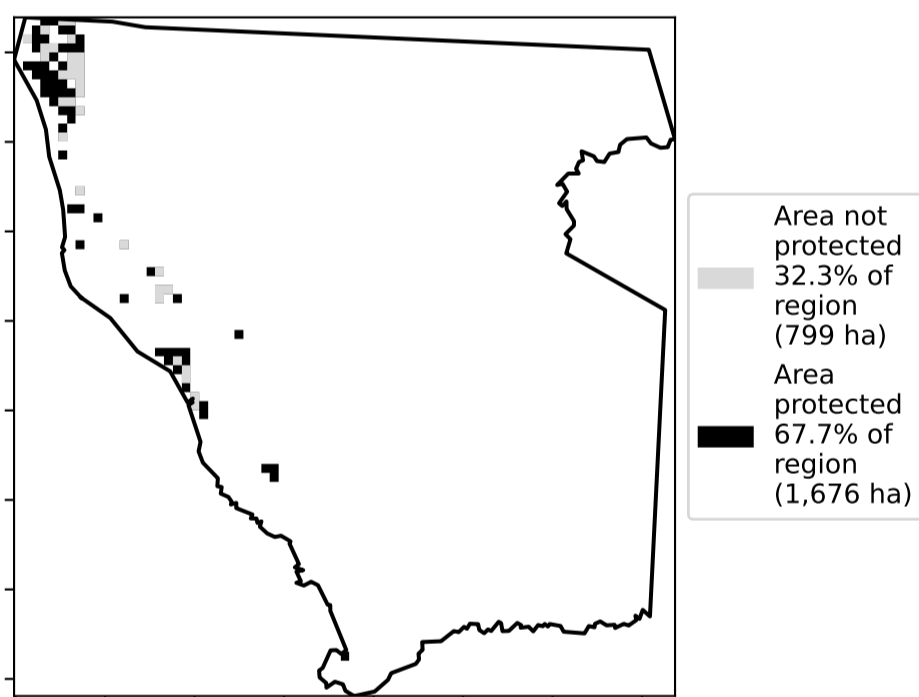 Area not
protected
32.3% of
region
(799 ha)
Area
protected
67.7% of
region
(1,676 ha)